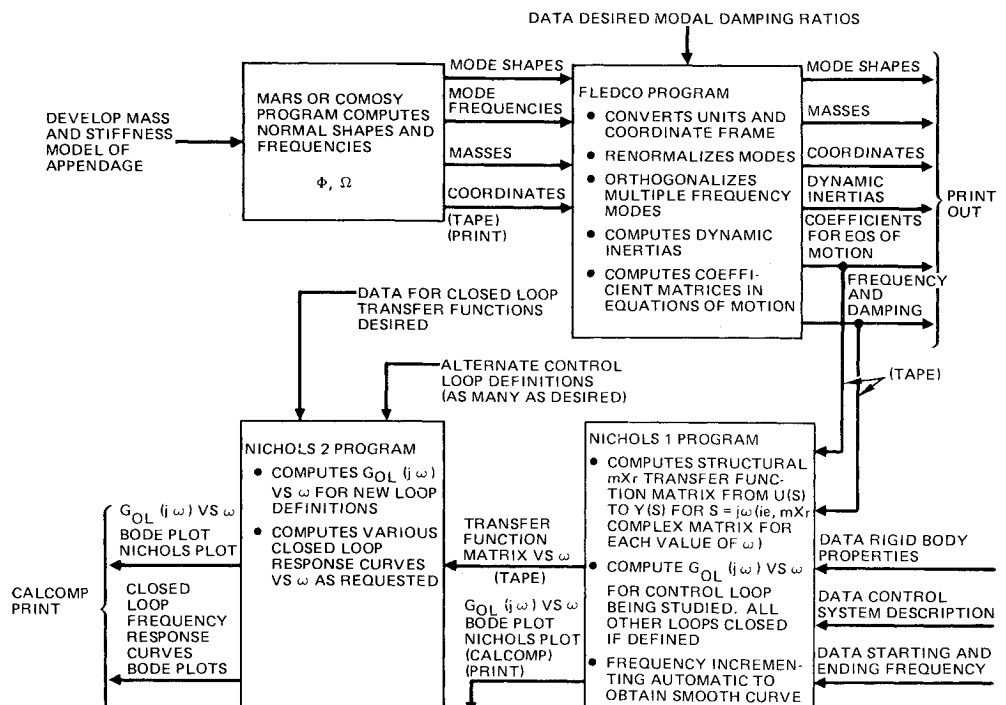 DATA DESIRED MODAL DAMPING RATIOS
DEVELOP MASS
AND STIFFNESS
MODEL OF
APPENDAGE
MARS OR COMOSY
PROGRAM COMPUTES
NORMAL SHAPES AND
FREQUENCIES
Φ, Ω
MODE SHAPES
MODE
FREQUENCIES
MASSES
COORDINATES
(TAPE)
(PRINT)
FLEDCO PROGRAM
• CONVERTS UNITS AND
COORDINATE FRAME
• RENORMALIZES MODES
• ORTHOGONALIZES
MULTIPLE FREQUENCY
MODES
• COMPUTES DYNAMIC
INERTIAS
• COMPUTES COEFFI-
CIENT MATRICES IN
EQUATIONS OF MOTION
MODE SHAPES
MASSES
COORDINATES
DYNAMIC
INERTIAS
COEFFICIENTS
FOR EQS OF
MOTION
FREQUENCY
AND
DAMPING
PRINT
OUT
(TAPE)
DATA FOR CLOSED LOOP
TRANSFER FUNCTIONS
DESIRED
ALTERNATE CONTROL
LOOP DEFINITIONS
(AS MANY AS DESIRED)
NICHOLS 2 PROGRAM
• COMPUTES G_OL (jω)
VS ω FOR NEW LOOP
DEFINITIONS
• COMPUTES VARIOUS
CLOSED LOOP
RESPONSE CURVES
VS ω AS REQUESTED
CALCOMP
PRINT
G_OL (jω) VS ω
BODE PLOT
NICHOLS PLOT
CLOSED
LOOP
FREQUENCY
RESPONSE
CURVES
BODE PLOTS
TRANSFER
FUNCTION
MATRIX VS ω
(TAPE)
G_OL (jω) VS ω
BODE PLOT
NICHOLS PLOT
(CALCOMP)
(PRINT)
NICHOLS 1 PROGRAM
• COMPUTES STRUCTURAL
mXr TRANSFER FUNC-
TION MATRIX FROM U(S)
TO Y(S) FOR S = jω(ie, mXr
COMPLEX MATRIX FOR
EACH VALUE OF ω)
• COMPUTE G_OL (jω) VS ω
FOR CONTROL LOOP
BEING STUDIED. ALL
OTHER LOOPS CLOSED
IF DEFINED
• FREQUENCY INCREMEN-
TING AUTOMATIC TO
OBTAIN SMOOTH CURVE
DATA RIGID BODY
PROPERTIES
DATA CONTROL
SYSTEM DESCRIPTION
DATA STARTING AND
ENDING FREQUENCY